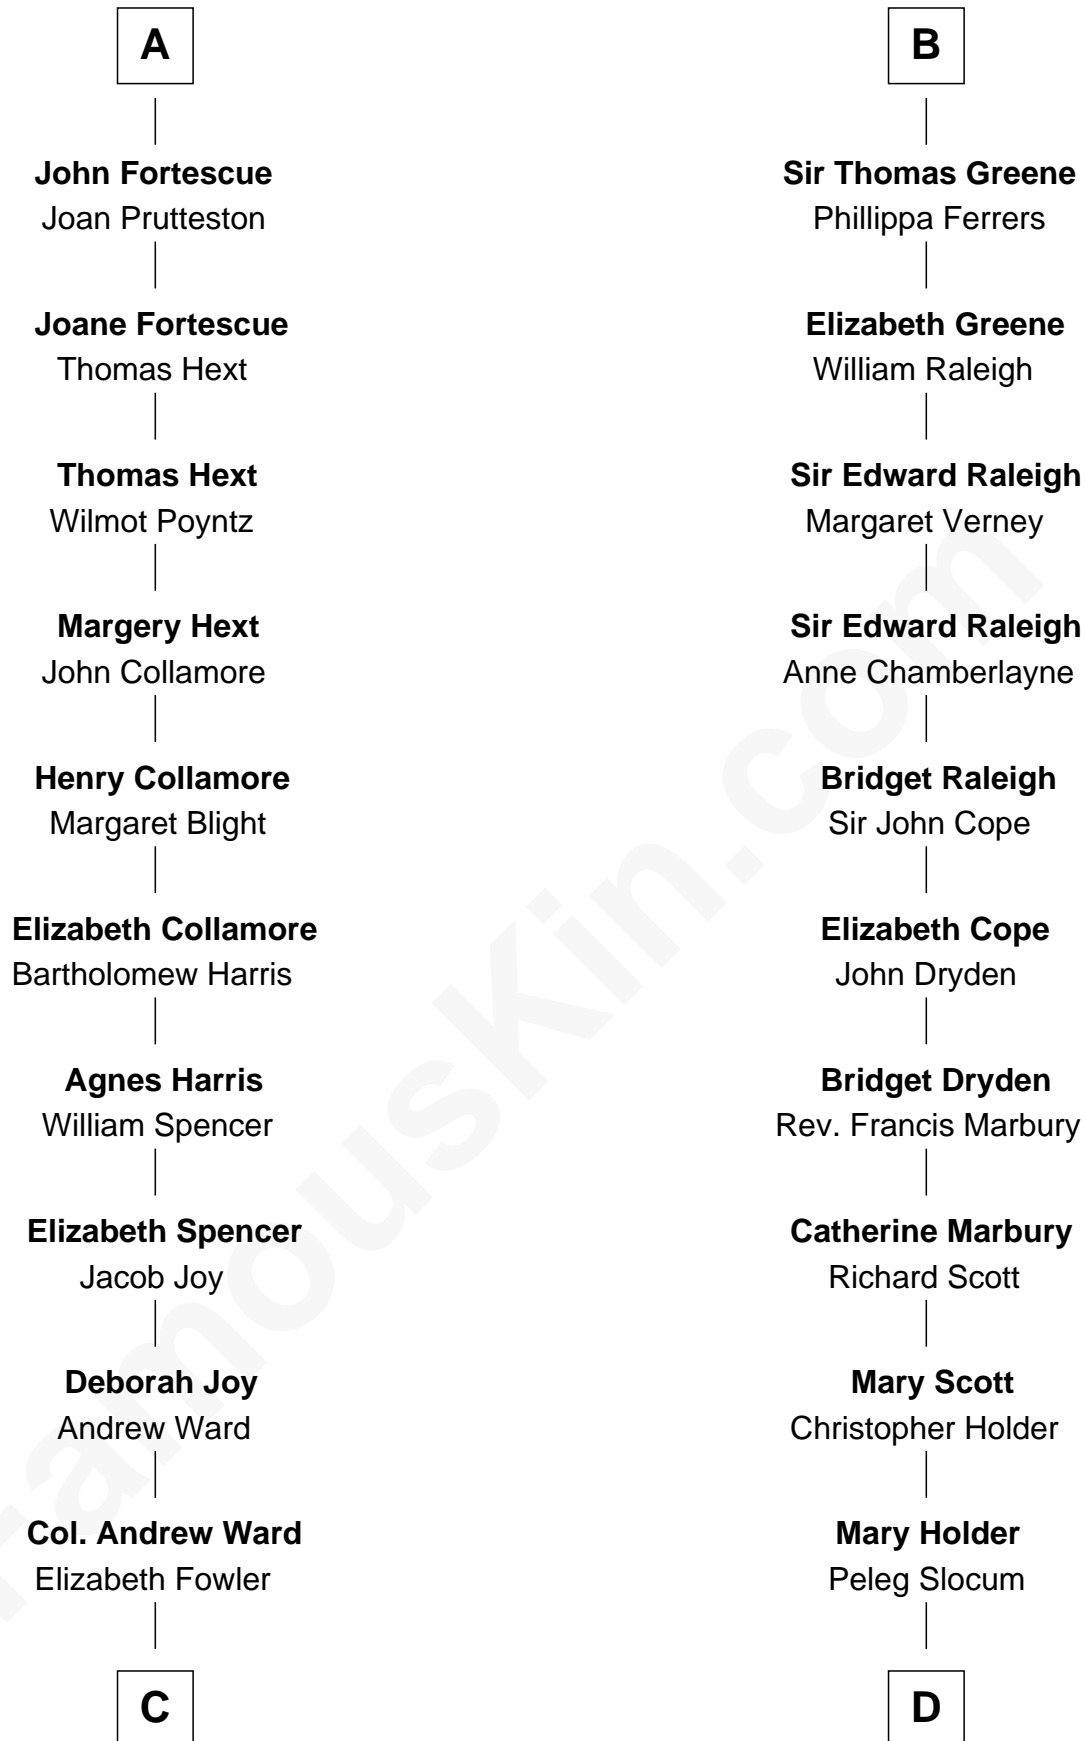 A
John Fortescue
Joan Prutteston
Joane Fortescue
Thomas Hext
Thomas Hext
Wilmot Poyntz
Margery Hext
John Collamore
Henry Collamore
Margaret Blight
Elizabeth Collamore
Bartholomew Harris
Agnes Harris
William Spencer
Elizabeth Spencer
Jacob Joy
Deborah Joy
Andrew Ward
Col. Andrew Ward
Elizabeth Fowler
C
B
Sir Thomas Greene
Phillippa Ferrers
Elizabeth Greene
William Raleigh
Sir Edward Raleigh
Margaret Verney
Sir Edward Raleigh
Anne Chamberlayne
Bridget Raleigh
Sir John Cope
Elizabeth Cope
John Dryden
Bridget Dryden
Rev. Francis Marbury
Catherine Marbury
Richard Scott
Mary Scott
Christopher Holder
Mary Holder
Peleg Slocum
D
FamousKin.com